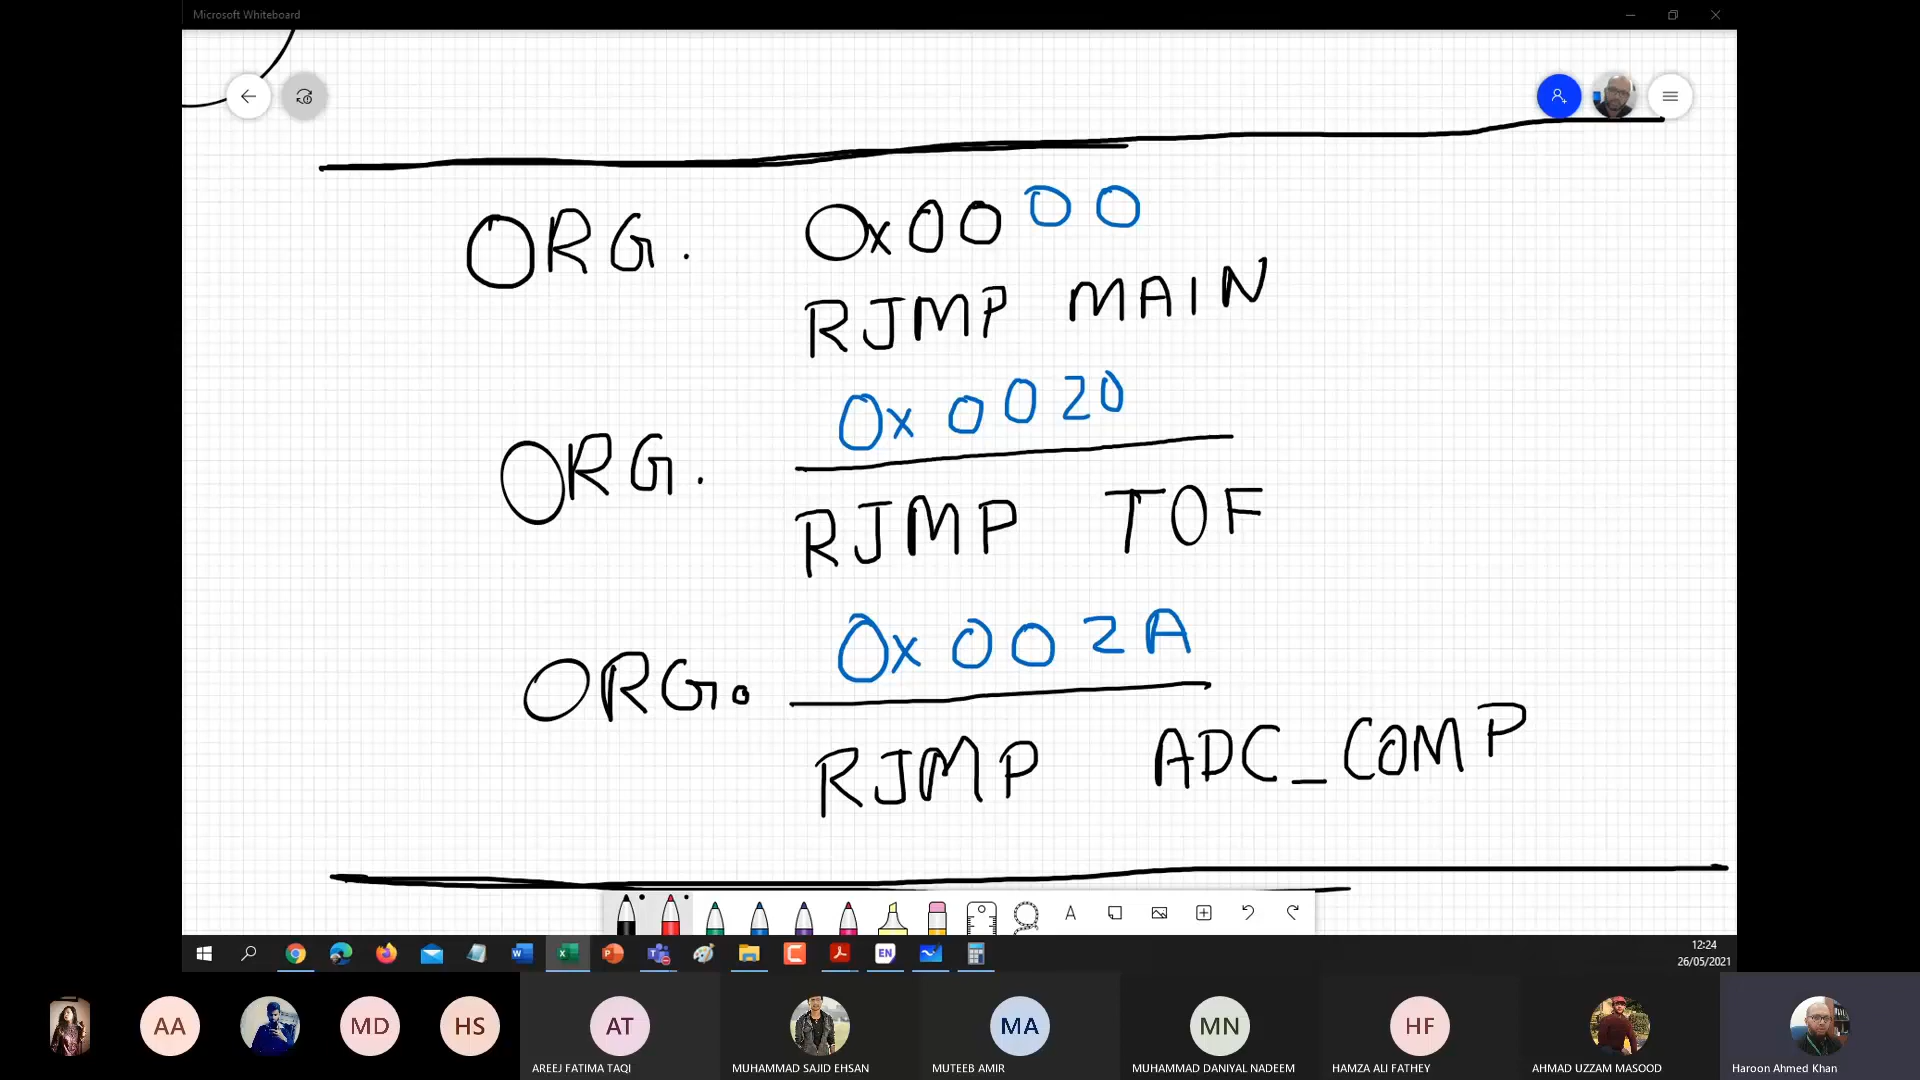 Microsoft Whiteboard
ORG. 0x0000
RJMP MAIN
ORG. 0x0020
RJMP TOF
ORG. 0x002A
RJMP ADC_COMP
A
W X P T EN
12:24
26/05/2021
AA MD HS AT MA MN HF
AREEJ FATIMA TAQI MUHAMMAD SAJID EHSAN MUTEEB AMIR MUHAMMAD DANIYAL NADEEM HAMZA ALI FATHEY AHMAD UZZAM MASOOD Haroon Ahmed Khan